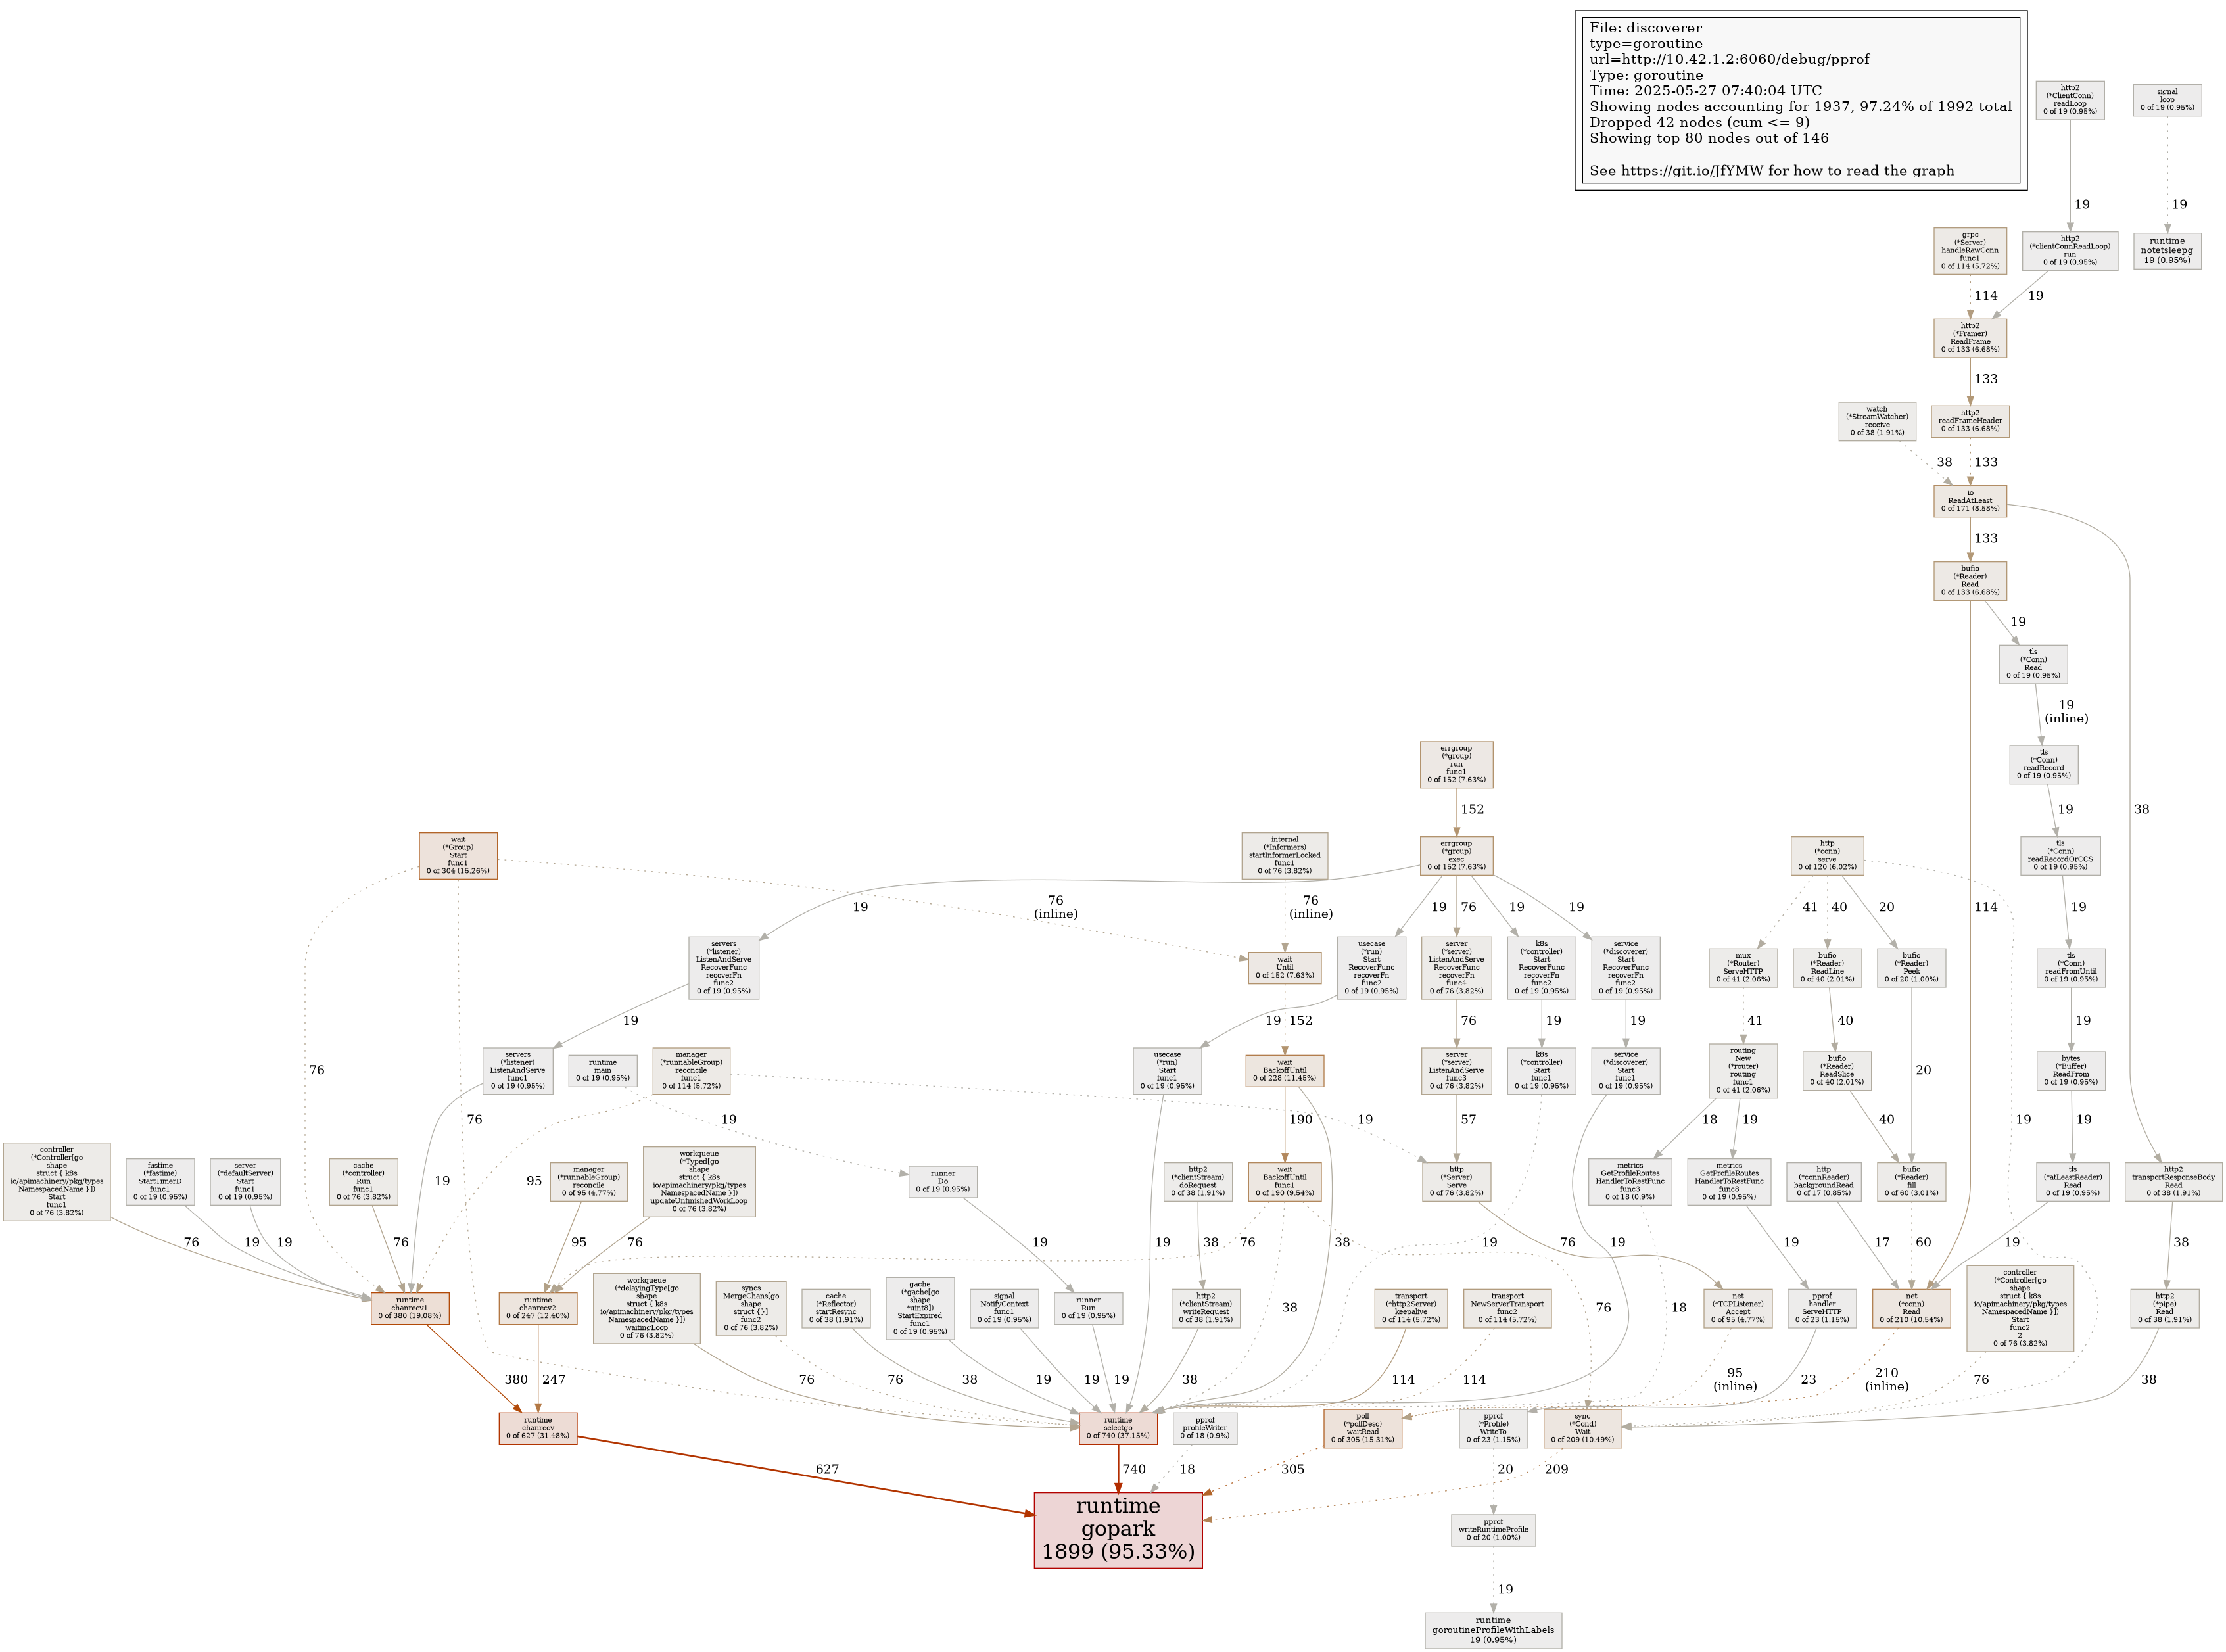 File: discoverer
type=goroutine
url=http://10.42.1.2:6060/debug/pprof
Type: goroutine
Time: 2025-05-27 07:40:04 UTC
Showing nodes accounting for 1937, 97.24% of 1992 total
Dropped 42 nodes (cum <= 9)
Showing top 80 nodes out of 146
See https://git.io/JfYMW for how to read the graph
http2
(*ClientConn)
readLoop
0 of 19 (0.95%)
signal
loop
0 of 19 (0.95%)
19
19
grpc
(*Server)
handleRawConn
func1
0 of 114 (5.72%)
http2
(*clientConnReadLoop)
run
0 of 19 (0.95%)
runtime
notetsleepg
19 (0.95%)
114
19
http2
(*Framer)
ReadFrame
0 of 133 (6.68%)
133
watch
(*StreamWatcher)
receive
0 of 38 (1.91%)
http2
readFrameHeader
0 of 133 (6.68%)
38
133
io
ReadAtLeast
0 of 171 (8.58%)
133
bufio
(*Reader)
Read
0 of 133 (6.68%)
19
tls
(*Conn)
Read
0 of 19 (0.95%)
19
(inline)
errgroup
(*group)
run
func1
0 of 152 (7.63%)
tls
(*Conn)
readRecord
0 of 19 (0.95%)
152
19
38
wait
(*Group)
Start
func1
0 of 304 (15.26%)
internal
(*Informers)
startInformerLocked
func1
0 of 76 (3.82%)
errgroup
(*group)
exec
0 of 152 (7.63%)
http
(*conn)
serve
0 of 120 (6.02%)
tls
(*Conn)
readRecordOrCCS
0 of 19 (0.95%)
19
76
(inline)
76
(inline)
19
76
19
19
41
40
20
114
19
servers
(*listener)
ListenAndServe
RecoverFunc
recoverFn
func2
0 of 19 (0.95%)
wait
Until
0 of 152 (7.63%)
usecase
(*run)
Start
RecoverFunc
recoverFn
func2
0 of 19 (0.95%)
server
(*server)
ListenAndServe
RecoverFunc
recoverFn
func4
0 of 76 (3.82%)
k8s
(*controller)
Start
RecoverFunc
recoverFn
func2
0 of 19 (0.95%)
service
(*discoverer)
Start
RecoverFunc
recoverFn
func2
0 of 19 (0.95%)
mux
(*Router)
ServeHTTP
0 of 41 (2.06%)
bufio
(*Reader)
ReadLine
0 of 40 (2.01%)
bufio
(*Reader)
Peek
0 of 20 (1.00%)
tls
(*Conn)
readFromUntil
0 of 19 (0.95%)
19
152
19
76
19
19
41
40
19
76
servers
(*listener)
ListenAndServe
func1
0 of 19 (0.95%)
runtime
main
0 of 19 (0.95%)
manager
(*runnableGroup)
reconcile
func1
0 of 114 (5.72%)
usecase
(*run)
Start
func1
0 of 19 (0.95%)
wait
BackoffUntil
0 of 228 (11.45%)
server
(*server)
ListenAndServe
func3
0 of 76 (3.82%)
k8s
(*controller)
Start
func1
0 of 19 (0.95%)
service
(*discoverer)
Start
func1
0 of 19 (0.95%)
routing
New
(*router)
routing
func1
0 of 41 (2.06%)
bufio
(*Reader)
ReadSlice
0 of 40 (2.01%)
bytes
(*Buffer)
ReadFrom
0 of 19 (0.95%)
20
76
19
19
190
57
18
19
40
19
19
controller
(*Controller[go
shape
struct { k8s
io/apimachinery/pkg/types
NamespacedName }])
Start
func1
0 of 76 (3.82%)
fastime
(*fastime)
StartTimerD
func1
0 of 19 (0.95%)
server
(*defaultServer)
Start
func1
0 of 19 (0.95%)
cache
(*controller)
Run
func1
0 of 76 (3.82%)
19
95
manager
(*runnableGroup)
reconcile
0 of 95 (4.77%)
workqueue
(*Typed[go
shape
struct { k8s
io/apimachinery/pkg/types
NamespacedName }])
updateUnfinishedWorkLoop
0 of 76 (3.82%)
runner
Do
0 of 19 (0.95%)
http2
(*clientStream)
doRequest
0 of 38 (1.91%)
wait
BackoffUntil
func1
0 of 190 (9.54%)
http
(*Server)
Serve
0 of 76 (3.82%)
metrics
GetProfileRoutes
HandlerToRestFunc
func3
0 of 18 (0.9%)
metrics
GetProfileRoutes
HandlerToRestFunc
func8
0 of 19 (0.95%)
http
(*connReader)
backgroundRead
0 of 17 (0.85%)
bufio
(*Reader)
fill
0 of 60 (3.01%)
tls
(*atLeastReader)
Read
0 of 19 (0.95%)
http2
transportResponseBody
Read
0 of 38 (1.91%)
76
19
19
76
95
76
76
19
19
38
38
19
19
76
19
17
60
19
38
runtime
chanrecv1
0 of 380 (19.08%)
runtime
chanrecv2
0 of 247 (12.40%)
workqueue
(*delayingType[go
shape
struct { k8s
io/apimachinery/pkg/types
NamespacedName }])
waitingLoop
0 of 76 (3.82%)
syncs
MergeChans[go
shape
struct {}]
func2
0 of 76 (3.82%)
cache
(*Reflector)
startResync
0 of 38 (1.91%)
gache
(*gache[go
shape
*uint8])
StartExpired
func1
0 of 19 (0.95%)
signal
NotifyContext
func1
0 of 19 (0.95%)
runner
Run
0 of 19 (0.95%)
http2
(*clientStream)
writeRequest
0 of 38 (1.91%)
38
76
18
transport
(*http2Server)
keepalive
0 of 114 (5.72%)
transport
NewServerTransport
func2
0 of 114 (5.72%)
net
(*TCPListener)
Accept
0 of 95 (4.77%)
pprof
handler
ServeHTTP
0 of 23 (1.15%)
net
(*conn)
Read
0 of 210 (10.54%)
controller
(*Controller[go
shape
struct { k8s
io/apimachinery/pkg/types
NamespacedName }])
Start
func2
2
0 of 76 (3.82%)
http2
(*pipe)
Read
0 of 38 (1.91%)
380
247
76
76
38
19
19
19
38
114
114
95
(inline)
23
210
(inline)
76
38
runtime
chanrecv
0 of 627 (31.48%)
runtime
selectgo
0 of 740 (37.15%)
pprof
profileWriter
0 of 18 (0.9%)
poll
(*pollDesc)
waitRead
0 of 305 (15.31%)
pprof
(*Profile)
WriteTo
0 of 23 (1.15%)
sync
(*Cond)
Wait
0 of 209 (10.49%)
627
740
18
305
20
209
runtime
gopark
1899 (95.33%)
pprof
writeRuntimeProfile
0 of 20 (1.00%)
19
runtime
goroutineProfileWithLabels
19 (0.95%)